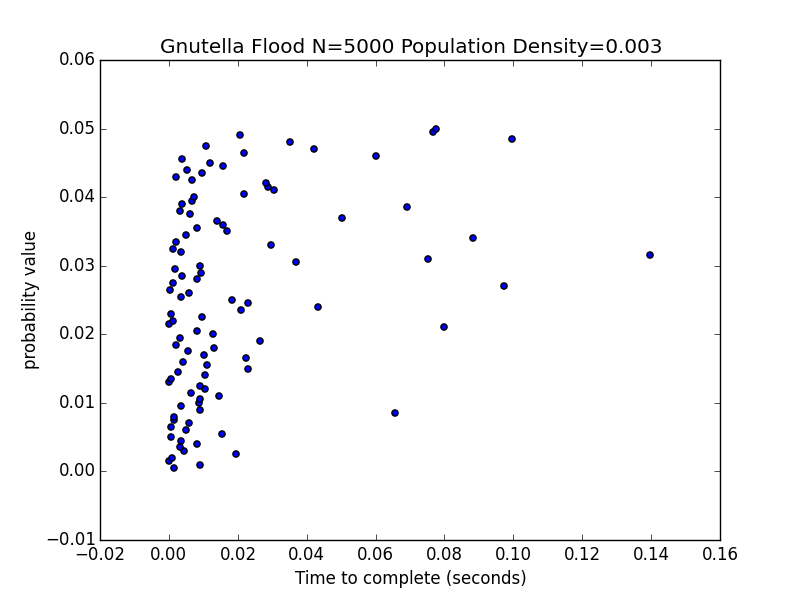 Gnutella Flood N=5000 Population Density=0.003
0.06
0.05
0.04
0.03
0.02
0.01
0.00
−0.01
probability value
−0.02 0.00 0.02 0.04 0.06 0.08 0.10 0.12 0.14 0.16
Time to complete (seconds)